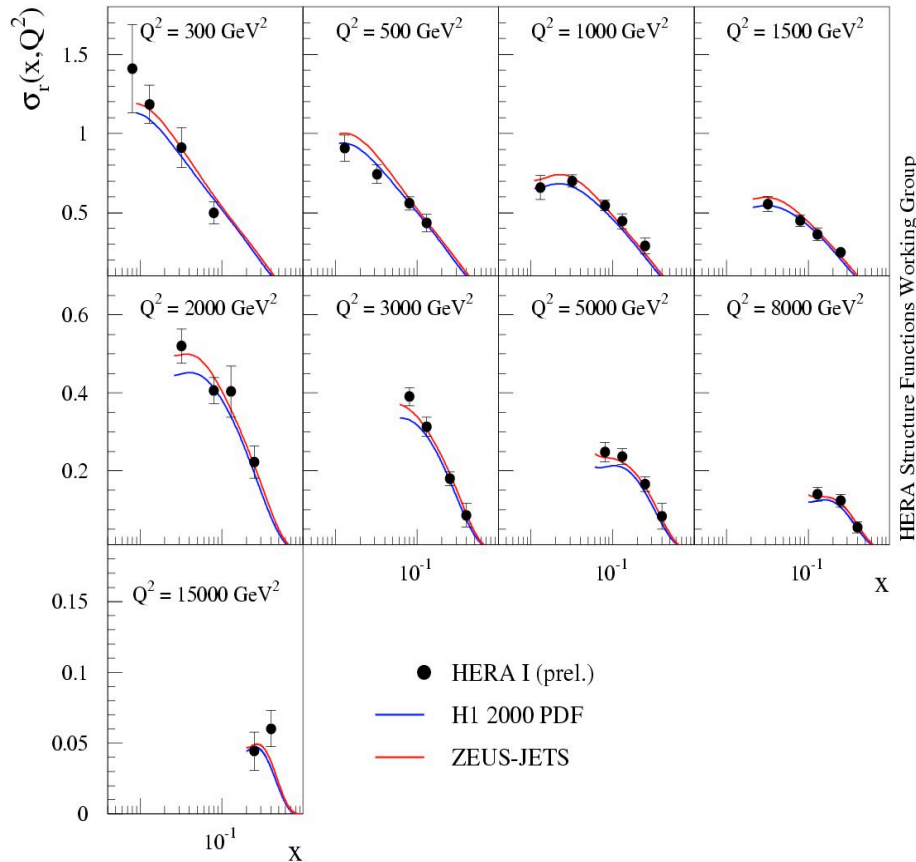 σr(x,Q²)
Q² = 300 GeV²
Q² = 500 GeV²
Q² = 1000 GeV²
Q² = 1500 GeV²
1.5
1
0.5
Q² = 2000 GeV²
Q² = 3000 GeV²
Q² = 5000 GeV²
Q² = 8000 GeV²
0.6
0.4
0.2
10⁻¹
10⁻¹
10⁻¹
x
Q² = 15000 GeV²
0.15
0.1
0.05
0
10⁻¹
x
HERA I (prel.)
H1 2000 PDF
ZEUS-JETS
HERA Structure Functions Working Group